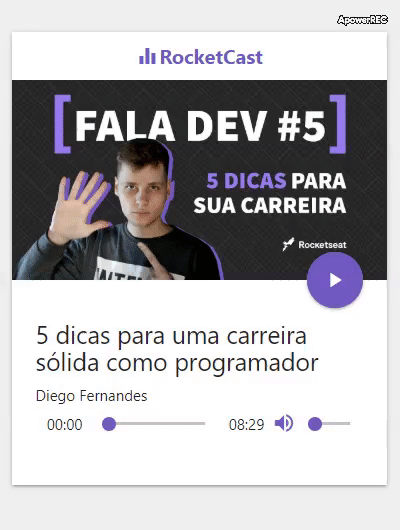 ApowerREC
RocketCast
[FALA DEV #5]
5 DICAS PARA
SUA CARREIRA
Rocketseat
5 dicas para uma carreira
sólida como programador
Diego Fernandes
00:00 08:29